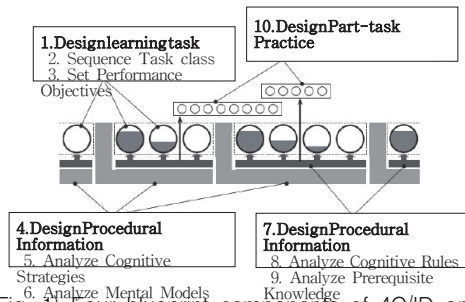 1.Designlearningtask
2. Sequence Task class
3. Set Performance
Objectives
10.DesignPart-task
Practice
4.DesignProcedural
Information
5. Analyze Cognitive
Strategies
6. Analyze Mental Models
7.DesignProcedural
Information
8. Analyze Cognitive Rules
9. Analyze Prerequisite
Knowledge